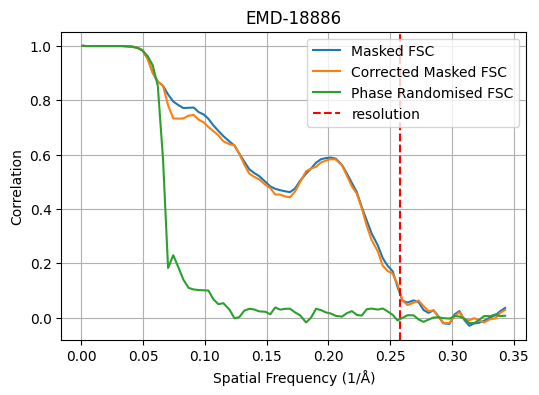 EMD-18886
Masked FSC
Corrected Masked FSC
Phase Randomised FSC
resolution
Correlation
1.0
0.8
0.6
0.4
0.2
0.0
0.00 0.05 0.10 0.15 0.20 0.25 0.30 0.35
Spatial Frequency (1/Å)